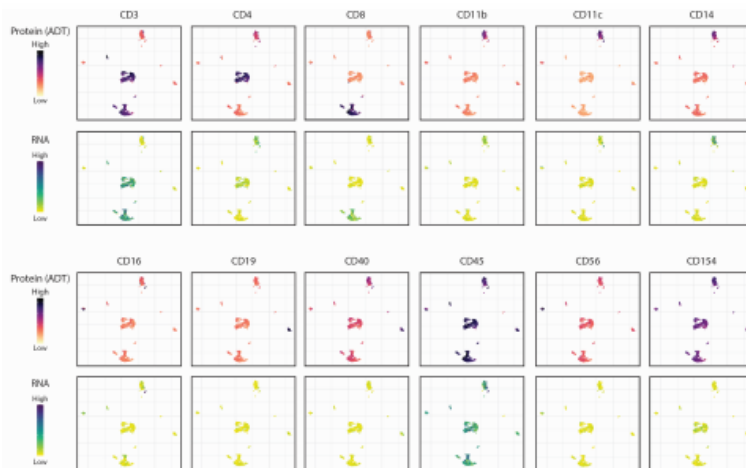 CD3 CD4 CD8 CD11b CD11c CD14
Protein (ADT)
High
Low
RNA
High
Low
CD16 CD19 CD40 CD45 CD56 CD154
Protein (ADT)
High
Low
RNA
High
Low